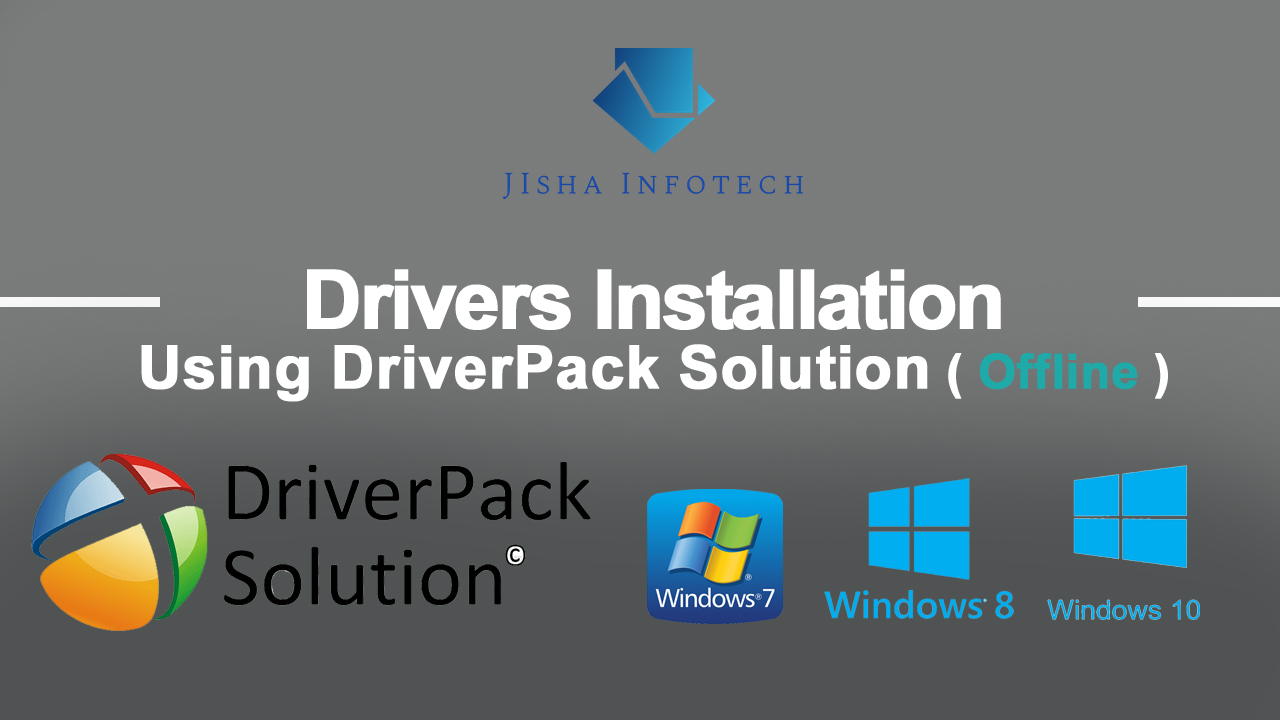 JIsha Infotech
Drivers Installation
Using DriverPack Solution ( Offline )
DriverPack
Solution©
Windows®7
Windows® 8
Windows 10